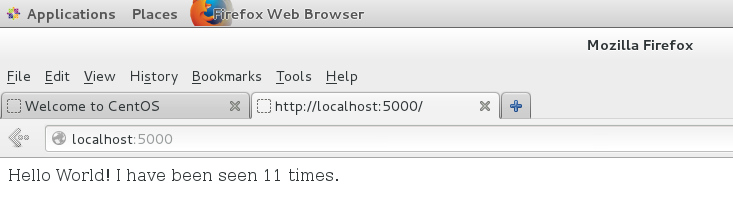 Applications Places Firefox Web Browser
Mozilla Firefox
File Edit View History Bookmarks Tools Help
Welcome to CentOS http://localhost:5000/
localhost:5000
Hello World! I have been seen 11 times.